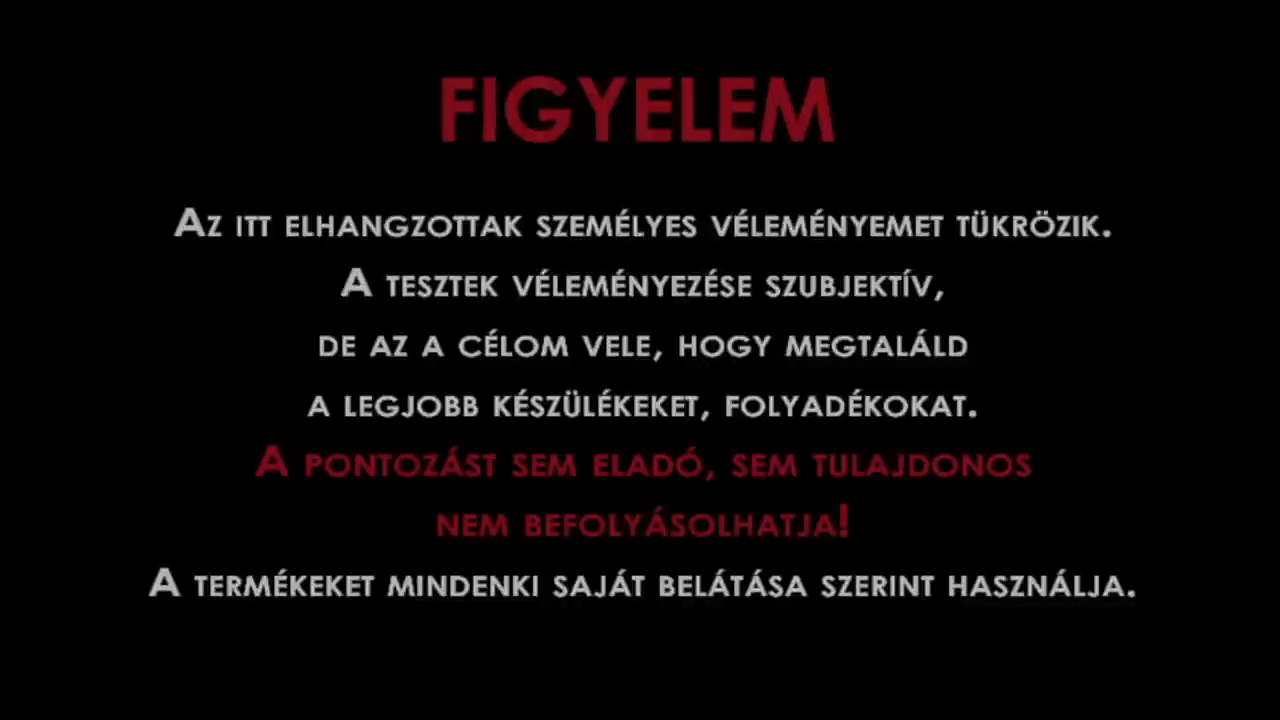 FIGYELEM
Az itt elhangzottak személyes véleményemet tükrözik.
A tesztek véleményezése szubjektív,
de az a célom vele, hogy megtaláld
a legjobb készülékeket, folyadékokat.
A pontozást sem eladó, sem tulajdonos
nem befolyásolhatja!
A termékeket mindenki saját belátása szerint használja.